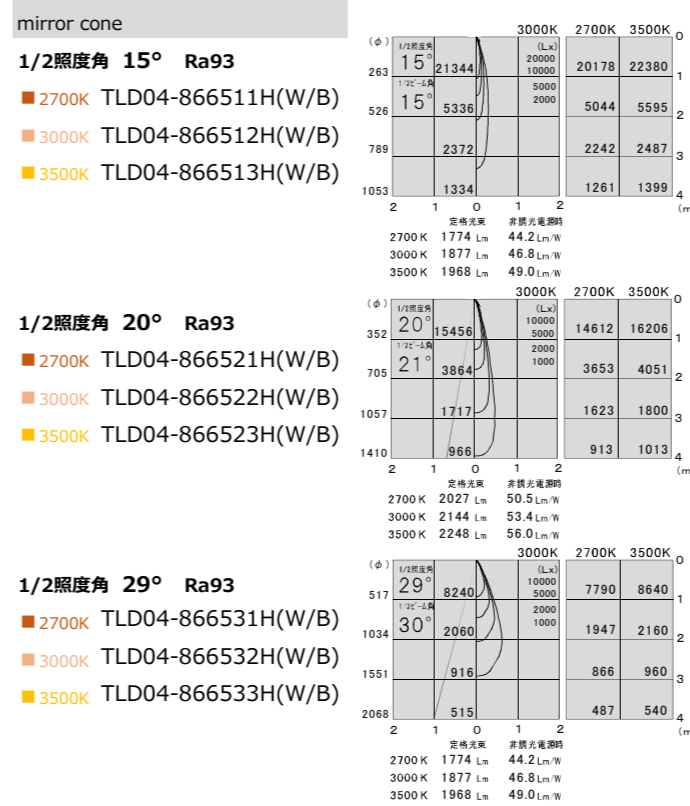 mirror cone
1/2照度角 15° Ra93
2700K TLD04-866511H(W/B)
3000K TLD04-866512H(W/B)
3500K TLD04-866513H(W/B)
3000K 2700K 3500K
(φ) 1/2照度角 15° (Lx) 0
20000
263 21344 10000 20178 22380 1
1/2ビーム角 15° 5000
2000
526 5336 5044 5595 2
789 2372 2242 2487 3
1053 1334 1261 1399 4
2 1 0 1 2 (m
定格光束 非調光電源時
2700K 1774 Lm 44.2 Lm/W
3000K 1877 Lm 46.8 Lm/W
3500K 1968 Lm 49.0 Lm/W
1/2照度角 20° Ra93
2700K TLD04-866521H(W/B)
3000K TLD04-866522H(W/B)
3500K TLD04-866523H(W/B)
3000K 2700K 3500K
(φ) 1/2照度角 20° (Lx) 0
10000
352 15456 5000 14612 16206 1
1/2ビーム角 21° 2000
1000
705 3864 3653 4051 2
1057 1717 1623 1800 3
1410 966 913 1013 4
2 1 0 1 2 (m
定格光束 非調光電源時
2700K 2027 Lm 50.5 Lm/W
3000K 2144 Lm 53.4 Lm/W
3500K 2248 Lm 56.0 Lm/W
1/2照度角 29° Ra93
2700K TLD04-866531H(W/B)
3000K TLD04-866532H(W/B)
3500K TLD04-866533H(W/B)
3000K 2700K 3500K
(φ) 1/2照度角 29° (Lx) 0
10000
517 8240 5000 7790 8640 1
1/2ビーム角 30° 2000
1000
1034 2060 1947 2160 2
1551 916 866 960 3
2068 515 487 540 4
2 1 0 1 2 (m
定格光束 非調光電源時
2700K 1774 Lm 44.2 Lm/W
3000K 1877 Lm 46.8 Lm/W
3500K 1968 Lm 49.0 Lm/W